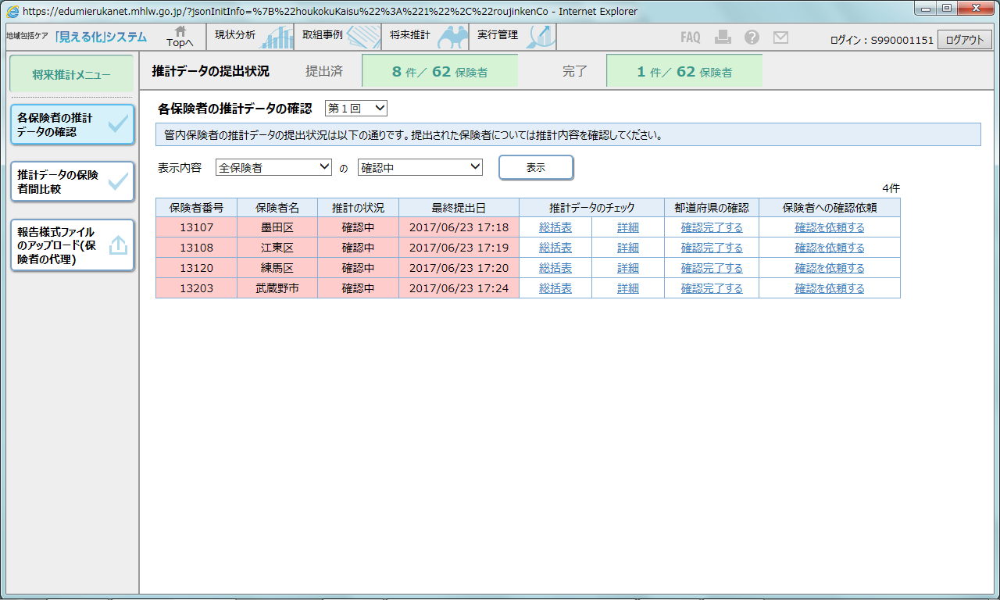 https://edumierukanet.mhlw.go.jp/?jsonInitInfo=%7B%22houkokuKaisu%22%3A%221%22%2C%22roujinkenCo - Internet Explorer
地域包括ケア 「見える化」システム Topへ 現状分析 取組事例 将来推計 実行管理 FAQ ログイン：S990001151 ログアウト
将来推計メニュー
各保険者の推計
データの確認
推計データの保険
者間比較
報告様式ファイル
のアップロード(保
険者の代理)
推計データの提出状況 提出済 8 件／ 62 保険者 完了 1 件／ 62 保険者
各保険者の推計データの確認 第１回
管内保険者の推計データの提出状況は以下の通りです。提出された保険者については推計内容を確認してください。
表示内容 全保険者 の 確認中 表示
4件
保険者番号 保険者名 推計の状況 最終提出日 推計データのチェック 都道府県の確認 保険者への確認依頼
13107 墨田区 確認中 2017/06/23 17:18 総括表 詳細 確認完了する 確認を依頼する
13108 江東区 確認中 2017/06/23 17:19 総括表 詳細 確認完了する 確認を依頼する
13120 練馬区 確認中 2017/06/23 17:20 総括表 詳細 確認完了する 確認を依頼する
13203 武蔵野市 確認中 2017/06/23 17:24 総括表 詳細 確認完了する 確認を依頼する